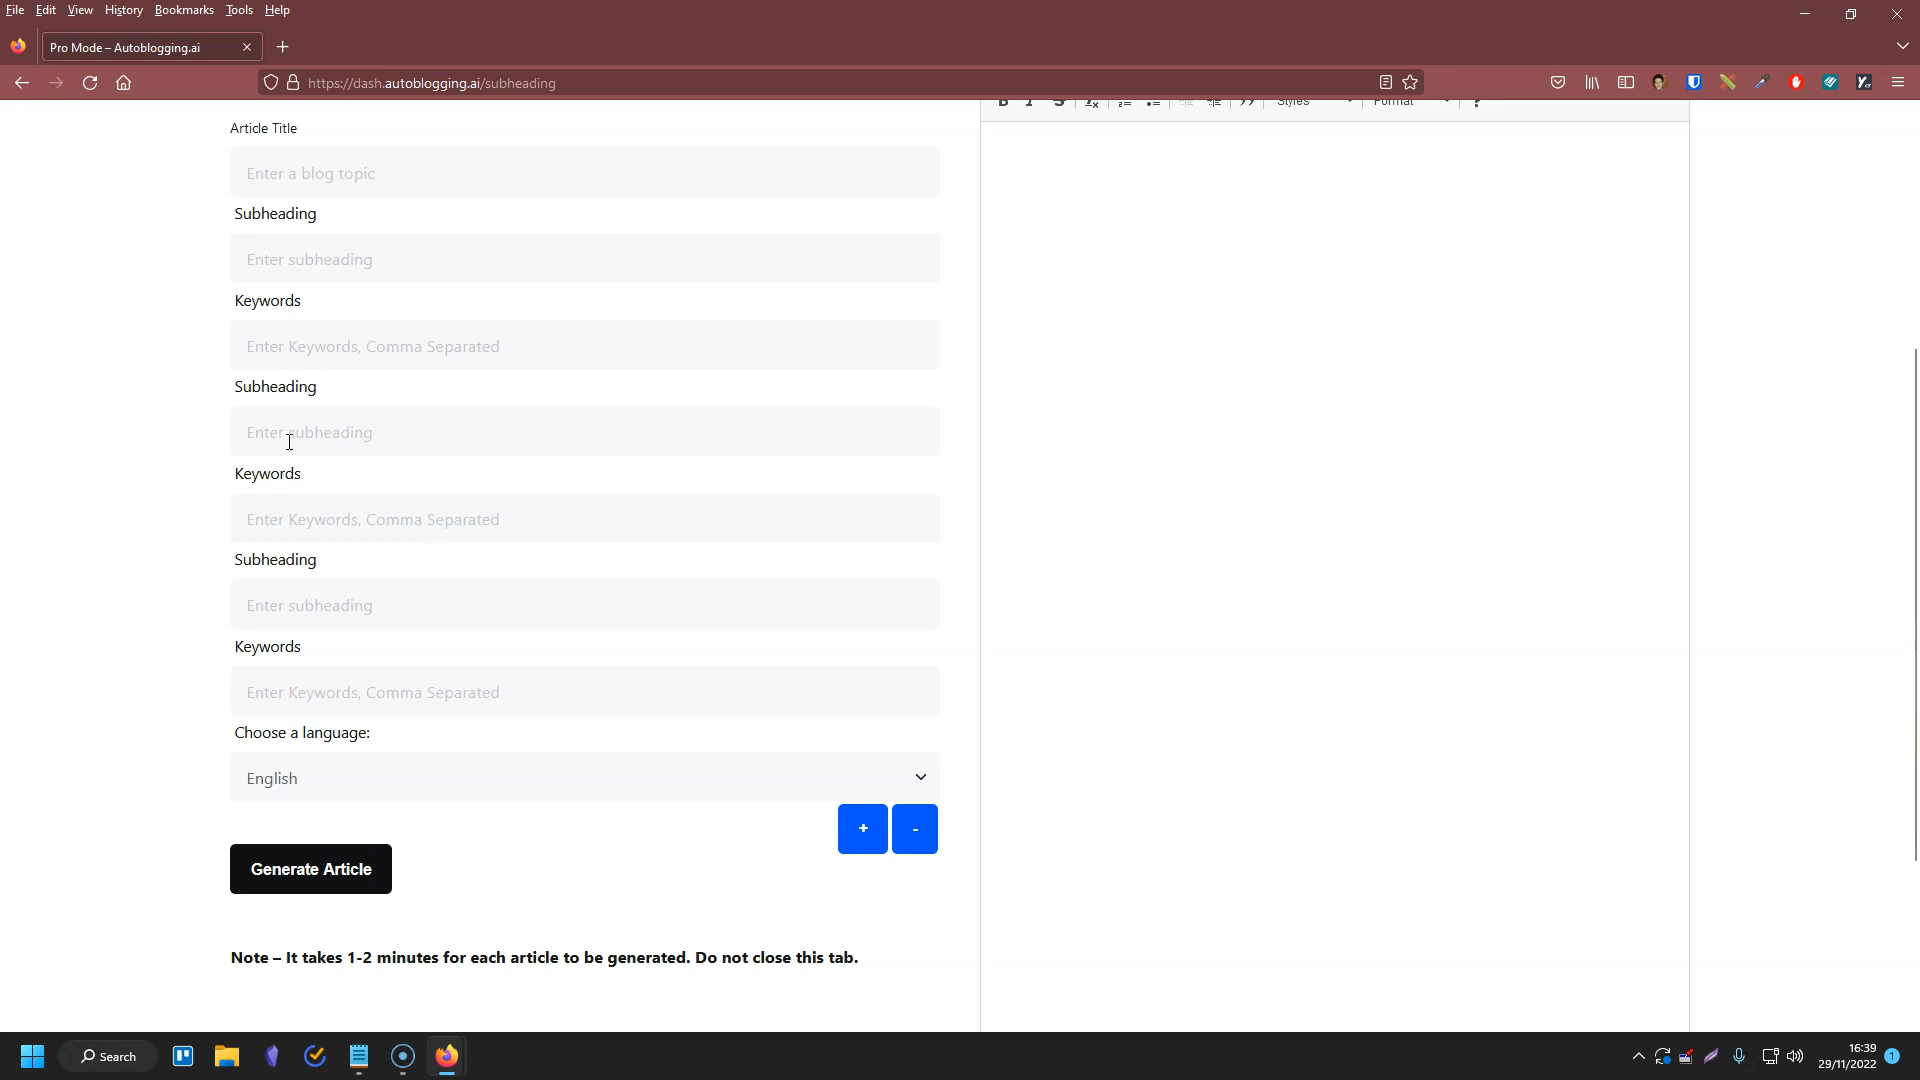 File Edit View History Bookmarks Tools Help
Pro Mode – Autoblogging.ai
https://dash.autoblogging.ai/subheading
B I S Styles Format ?
Article Title
Enter a blog topic
Subheading
Enter subheading
Keywords
Enter Keywords, Comma Separated
Subheading
Enter subheading
Keywords
Enter Keywords, Comma Separated
Subheading
Enter subheading
Keywords
Enter Keywords, Comma Separated
Choose a language:
English
+ -
Generate Article
Note – It takes 1-2 minutes for each article to be generated. Do not close this tab.
Search
16:39
29/11/2022
1